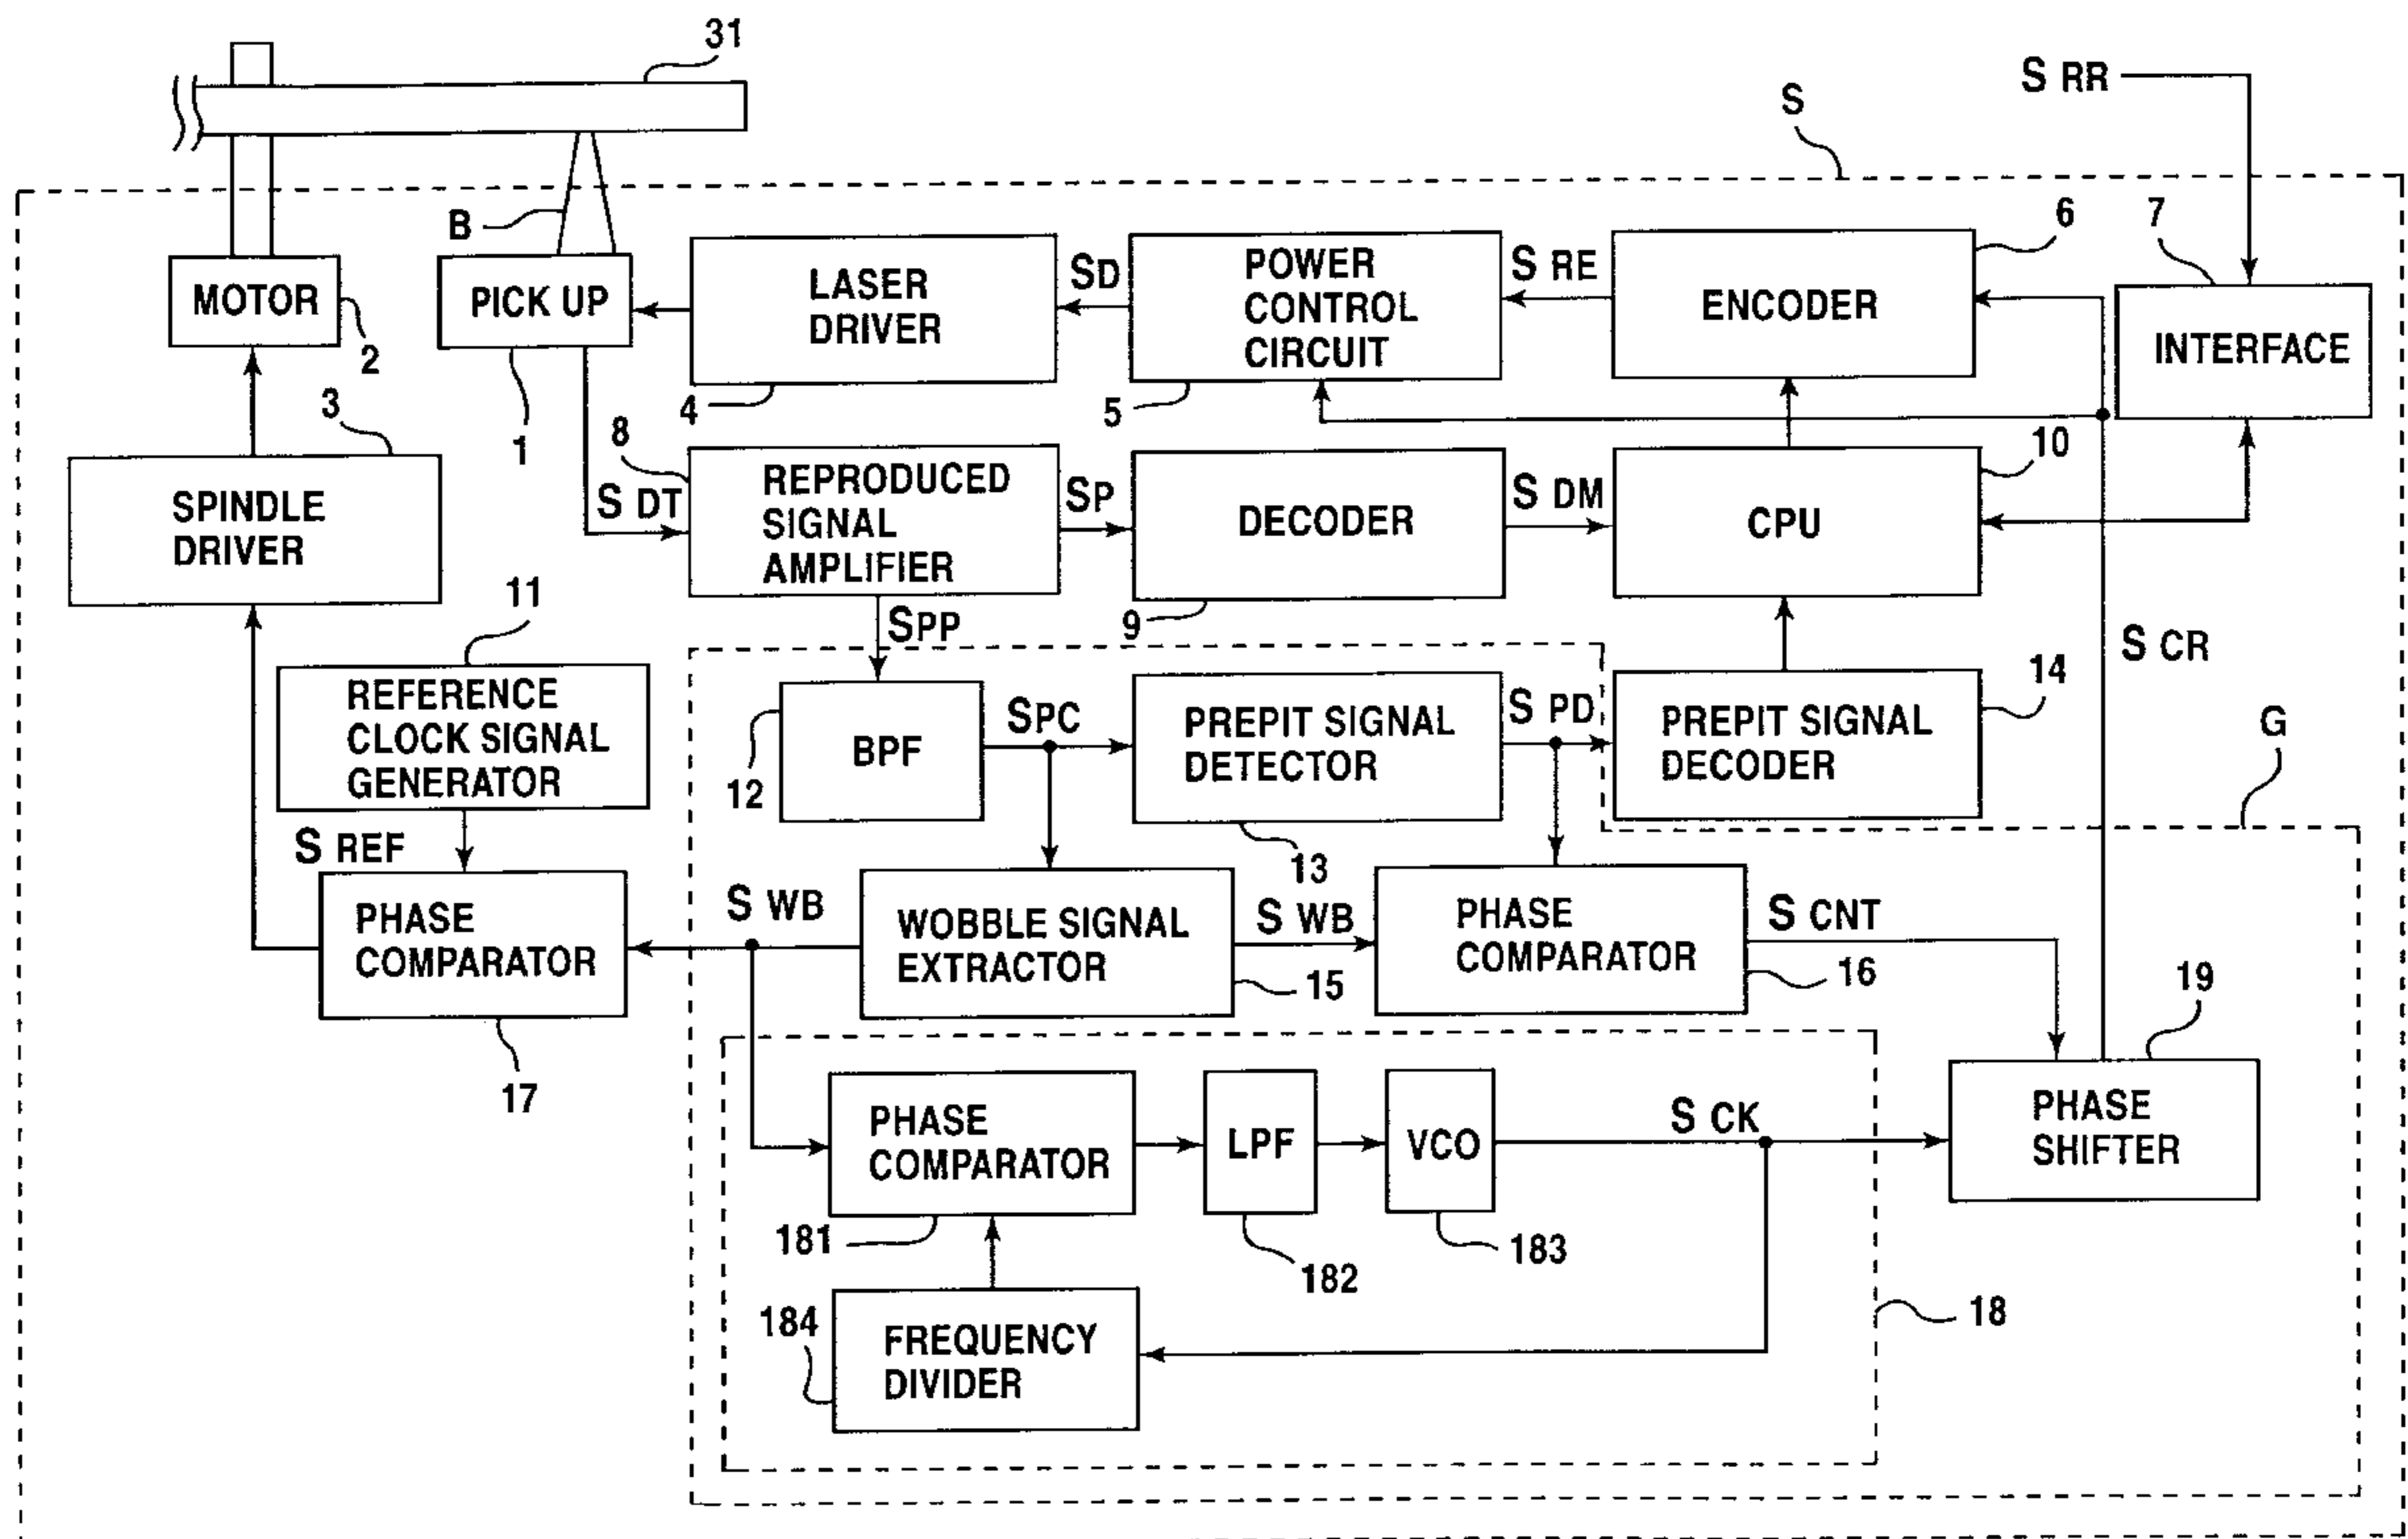 31
S RR
S
B
6
7
MOTOR
2
PICK UP
1
LASER
DRIVER
4
SD
POWER
CONTROL
CIRCUIT
5
S RE
ENCODER
INTERFACE
3
SPINDLE
DRIVER
8
S DT
REPRODUCED
SIGNAL
AMPLIFIER
SP
DECODER
9
S DM
CPU
10
SPP
S CR
11
REFERENCE
CLOCK SIGNAL
GENERATOR
12
BPF
SPC
PREPIT SIGNAL
DETECTOR
13
S PD
PREPIT SIGNAL
DECODER
14
G
S REF
PHASE
COMPARATOR
17
S WB
WOBBLE SIGNAL
EXTRACTOR
15
S WB
PHASE
COMPARATOR
16
S CNT
19
PHASE
COMPARATOR
181
LPF
182
VCO
183
S CK
PHASE
SHIFTER
184
FREQUENCY
DIVIDER
18